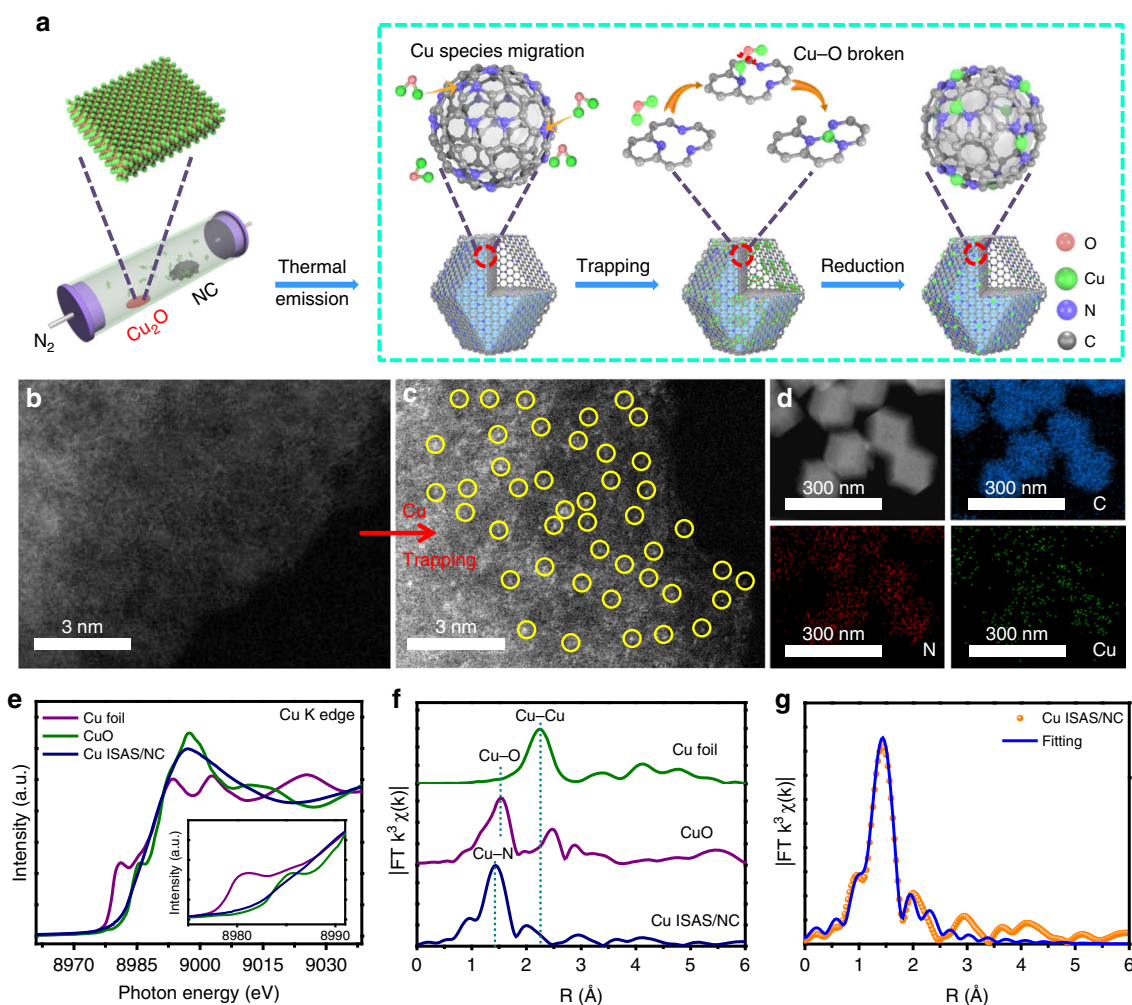 a
Cu species migration
Cu–O broken
N₂
Cu₂O
NC
Thermal
emission
Trapping
Reduction
O
Cu
N
C
b
3 nm
c
Cu
Trapping
3 nm
d
300 nm
300 nm
C
300 nm
N
300 nm
Cu
e
Cu foil
CuO
Cu ISAS/NC
Cu K edge
Intensity (a.u.)
Intensity (a.u.)
8980
8990
8970
8985
9000
9015
9030
Photon energy (eV)
f
Cu–Cu
Cu–O
Cu foil
CuO
Cu–N
Cu ISAS/NC
|FT k³ χ(k)|
0 1 2 3 4 5 6
R (Å)
g
Cu ISAS/NC
Fitting
|FT k³ χ(k)|
0 1 2 3 4 5 6
R (Å)